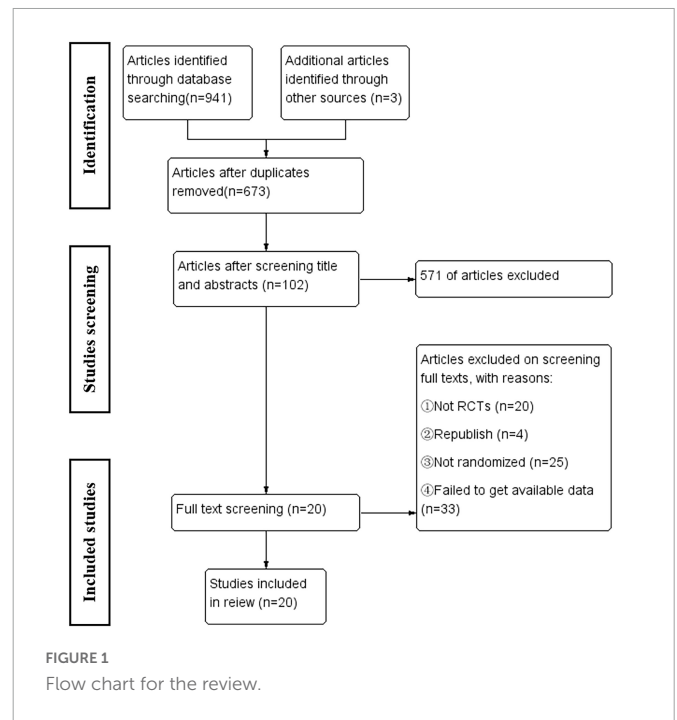 Identification
Articles identified
through database
searching(n=941)
Additional articles
identified through
other sources (n=3)
Articles after duplicates
removed(n=673)
Studies screening
Articles after screening title
and abstracts (n=102)
571 of articles excluded
Articles excluded on screening
full texts, with reasons:
①Not RCTs (n=20)
②Republish (n=4)
③Not randomized (n=25)
④Failed to get available data
(n=33)
Included studies
Full text screening (n=20)
Studies included
in reiew (n=20)
FIGURE 1
Flow chart for the review.